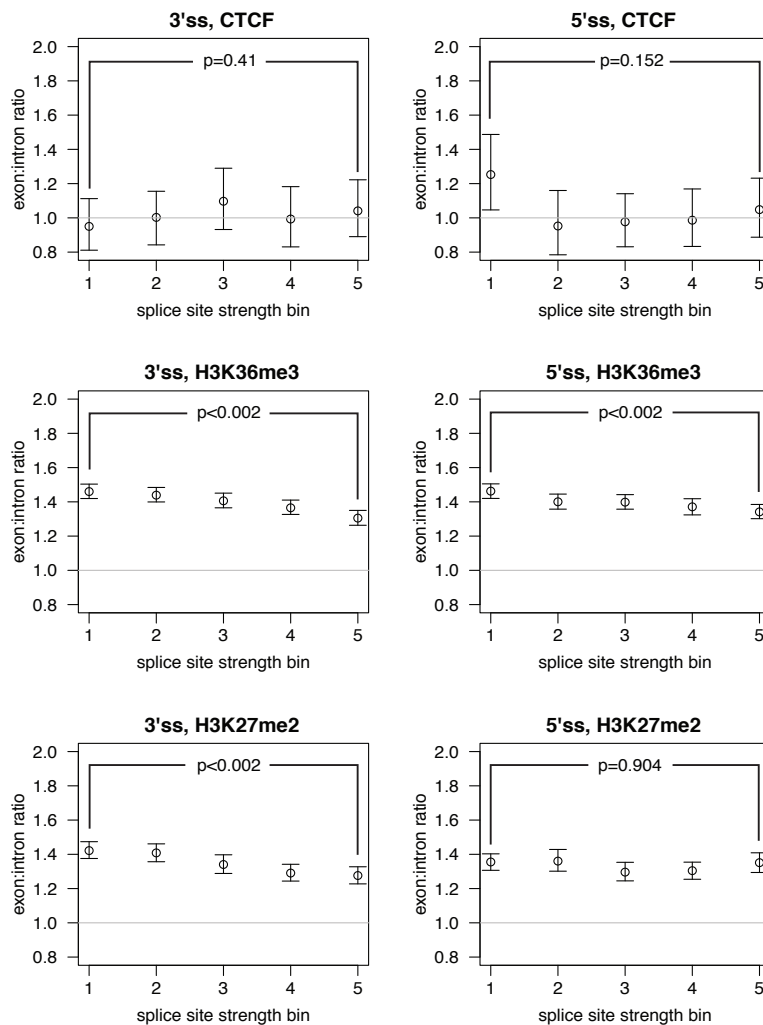 3'ss, CTCF
exon:intron ratio
2.0
1.8
1.6
1.4
1.2
1.0
0.8
p=0.41
1 2 3 4 5
splice site strength bin
5'ss, CTCF
exon:intron ratio
2.0
1.8
1.6
1.4
1.2
1.0
0.8
p=0.152
1 2 3 4 5
splice site strength bin
3'ss, H3K36me3
exon:intron ratio
2.0
1.8
1.6
1.4
1.2
1.0
0.8
p<0.002
1 2 3 4 5
splice site strength bin
5'ss, H3K36me3
exon:intron ratio
2.0
1.8
1.6
1.4
1.2
1.0
0.8
p<0.002
1 2 3 4 5
splice site strength bin
3'ss, H3K27me2
exon:intron ratio
2.0
1.8
1.6
1.4
1.2
1.0
0.8
p<0.002
1 2 3 4 5
splice site strength bin
5'ss, H3K27me2
exon:intron ratio
2.0
1.8
1.6
1.4
1.2
1.0
0.8
p=0.904
1 2 3 4 5
splice site strength bin